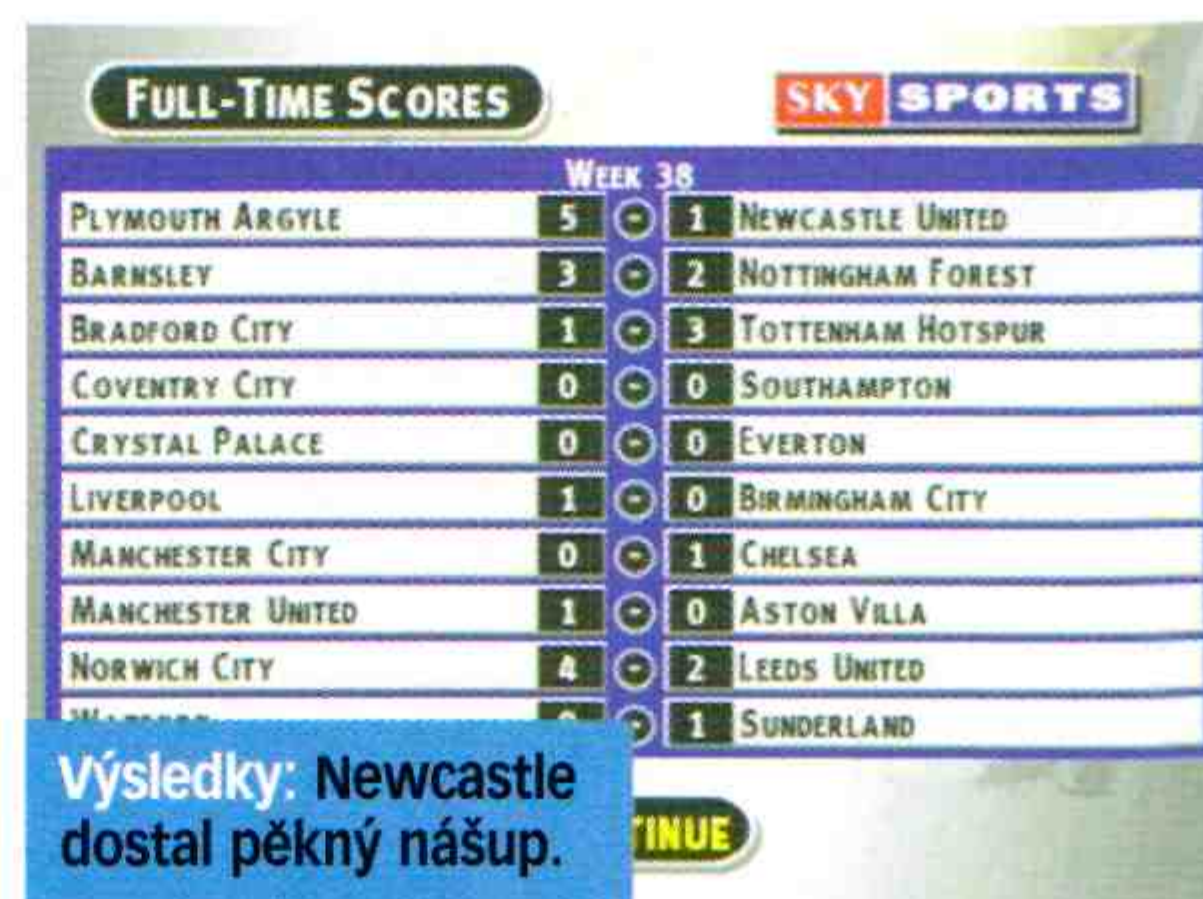 FULL-TIME SCORES
SKY SPORTS
WEEK 38
PLYMOUTH ARGYLE 5 - 1 NEWCASTLE UNITED
BARNSLEY 3 - 2 NOTTINGHAM FOREST
BRADFORD CITY 1 - 3 TOTTENHAM HOTSPUR
COVENTRY CITY 0 - 0 SOUTHAMPTON
CRYSTAL PALACE 0 - 0 EVERTON
LIVERPOOL 1 - 0 BIRMINGHAM CITY
MANCHESTER CITY 0 - 1 CHELSEA
MANCHESTER UNITED 1 - 0 ASTON VILLA
NORWICH CITY 4 - 2 LEEDS UNITED
- 1 SUNDERLAND
Výsledky: Newcastle
dostal pěkný nášup.
TINUE